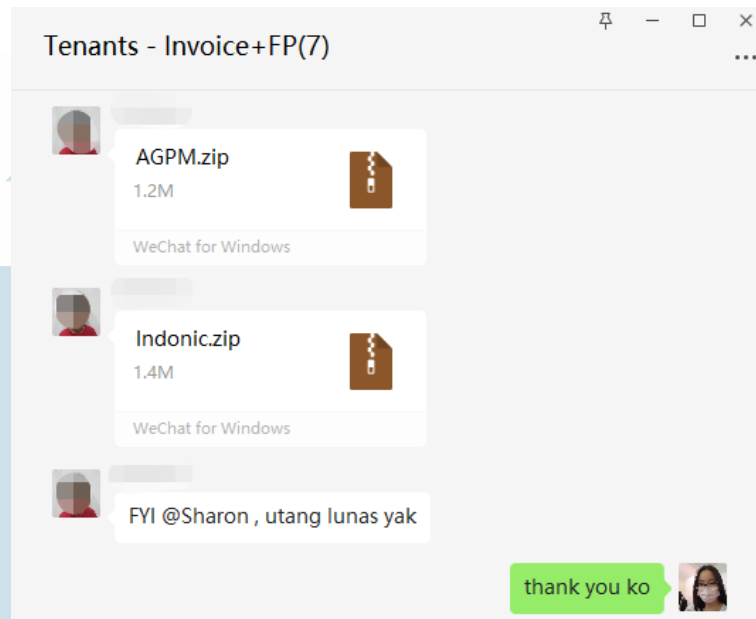 Tenants - Invoice+FP(7)
AGPM.zip
1.2M
WeChat for Windows
Indonic.zip
1.4M
WeChat for Windows
FYI @Sharon , utang lunas yak
thank you ko